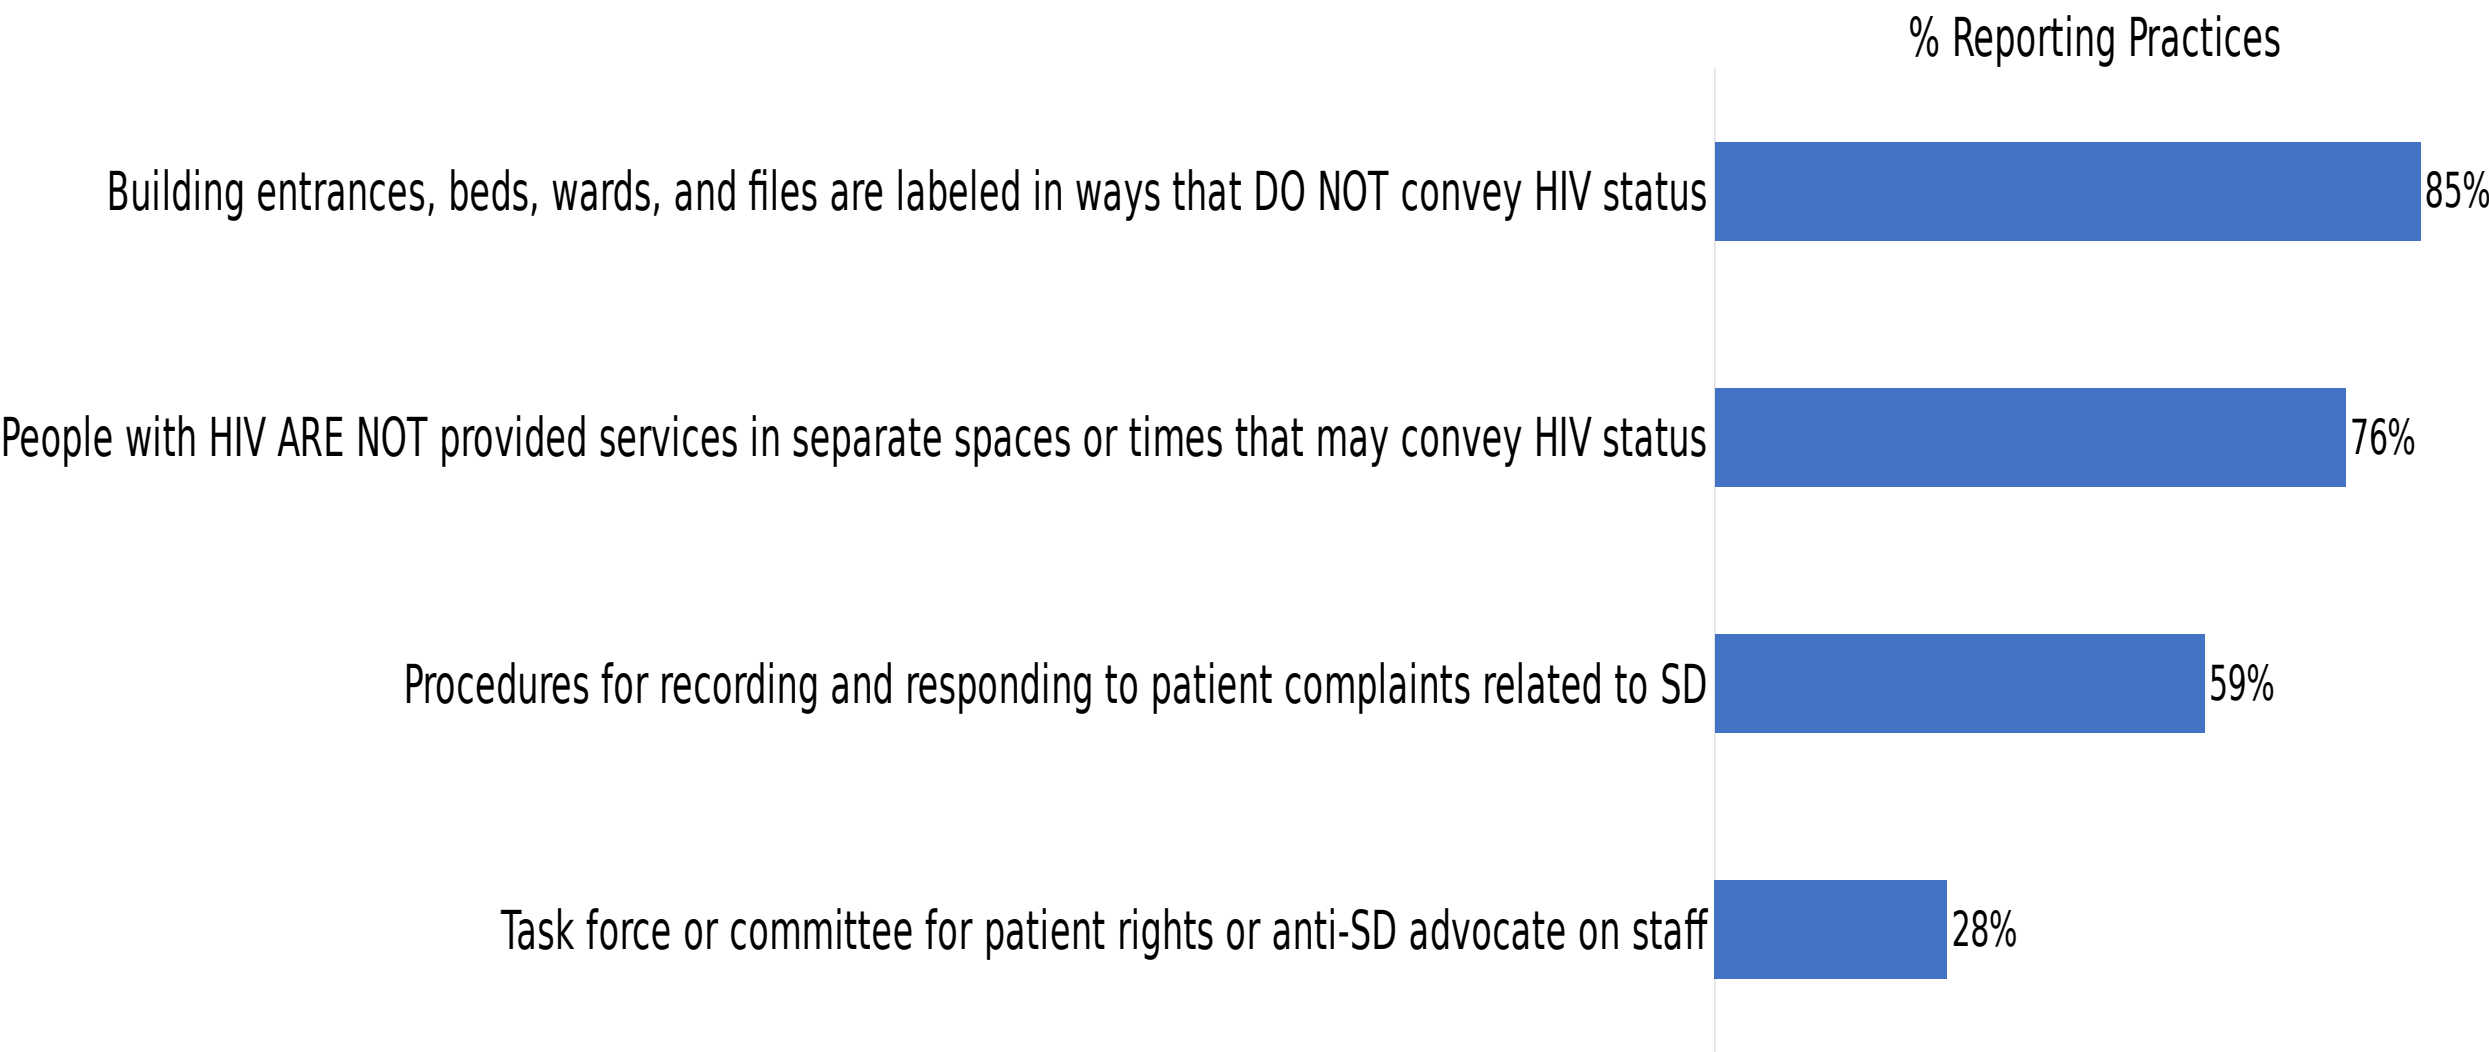 % Reporting Practices
Building entrances, beds, wards, and files are labeled in ways that DO NOT convey HIV status 85%
People with HIV ARE NOT provided services in separate spaces or times that may convey HIV status 76%
Procedures for recording and responding to patient complaints related to SD 59%
Task force or committee for patient rights or anti-SD advocate on staff 28%